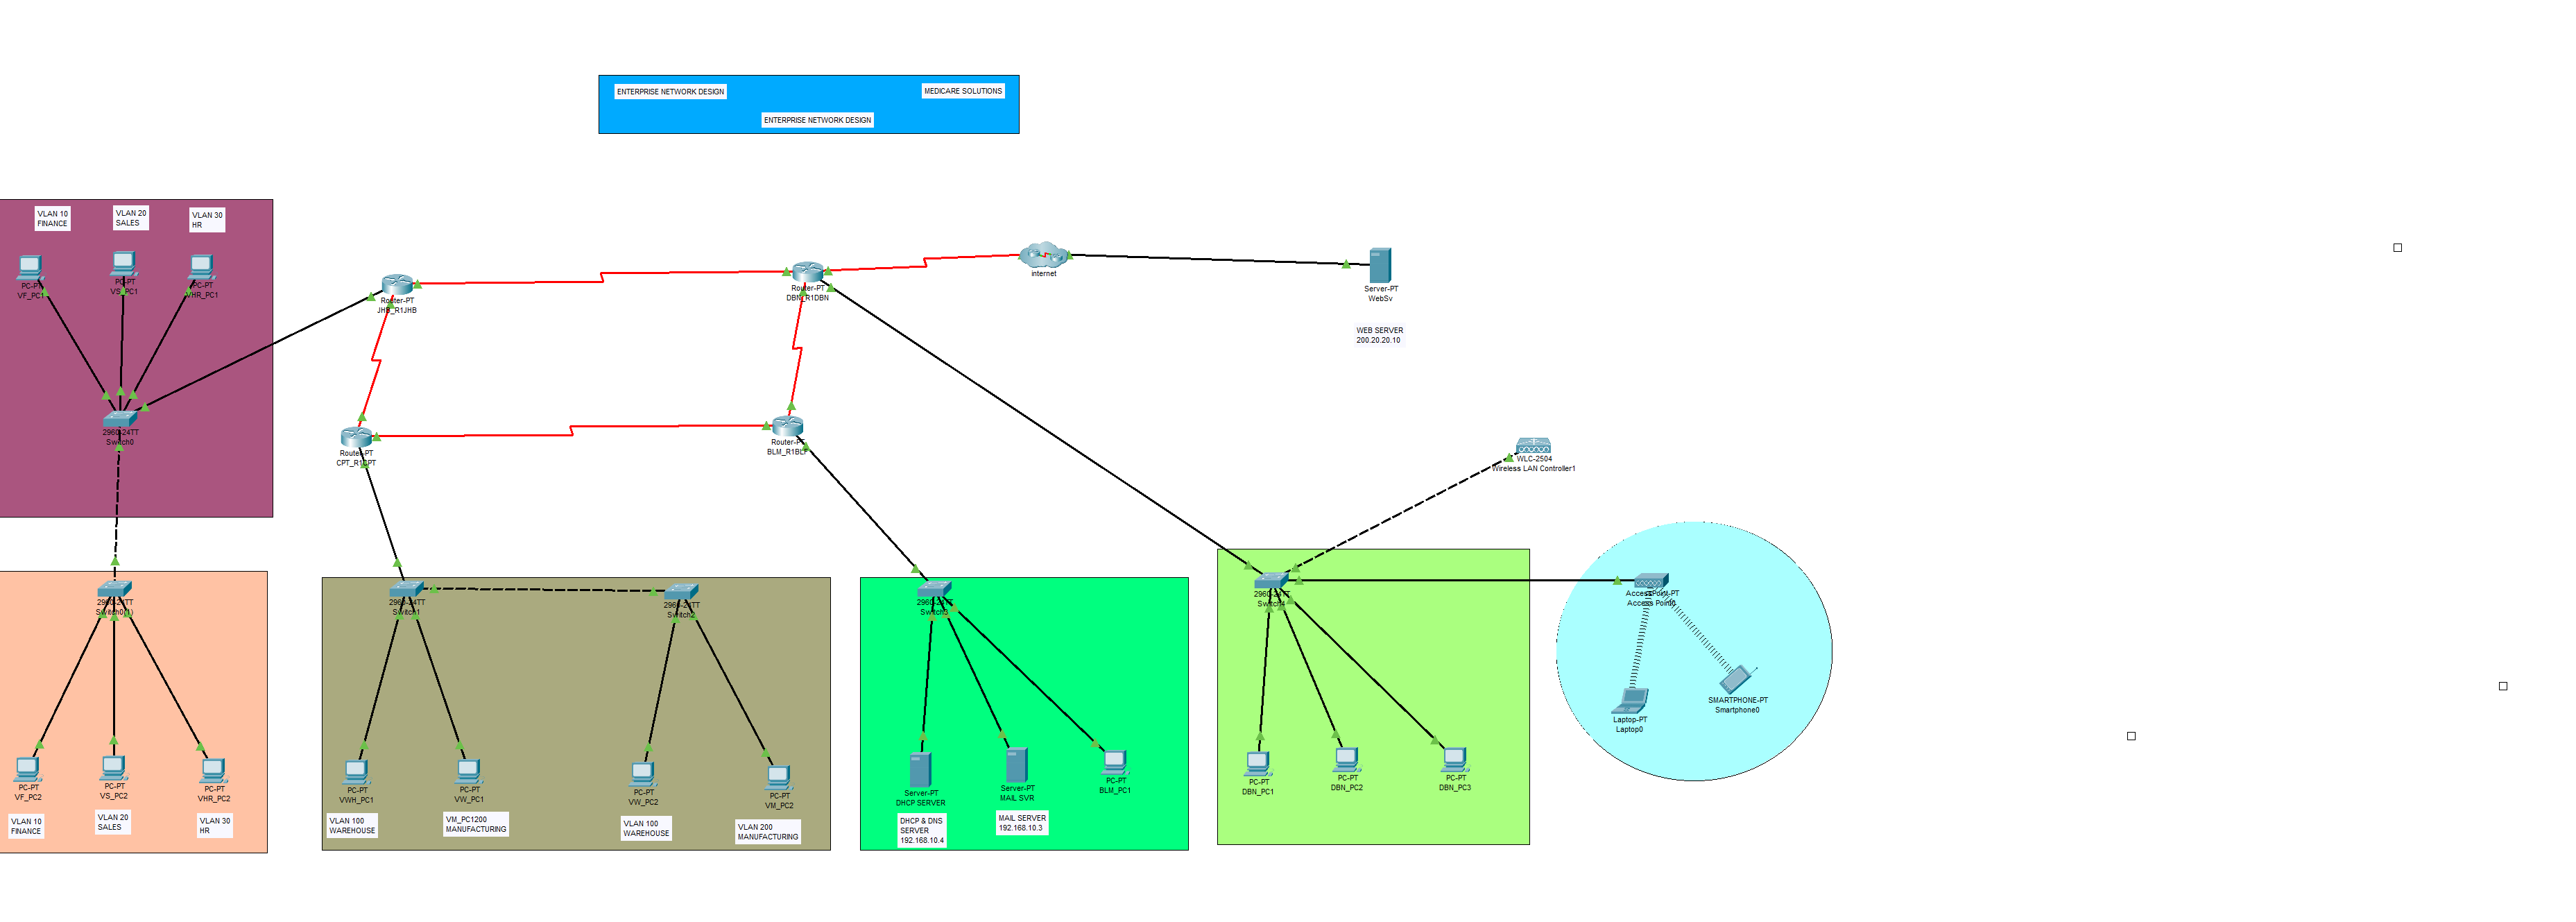 ENTERPRISE NETWORK DESIGN
MEDICARE SOLUTIONS
ENTERPRISE NETWORK DESIGN
VLAN 10
FINANCE
VLAN 20
SALES
VLAN 30
HR
PC-PT
VF_PC1
PC-PT
VS_PC1
PC-PT
VHR_PC1
2960-24TT
Switch0
Router-PT
JHB_R1JHB
Router-PT
DBN_R1DBN
internet
Server-PT
WebSv
WEB SERVER
200.20.20.10
Router-PT
CPT_R1CPT
Router-PT
WLC-2504
Wireless LAN Controller1
2960-24TT
Switch0(1)
2960-24TT
Switch1
2960-24TT
Switch2
2960-24TT
Switch3
2960-24TT
Switch4
AccessPoint-PT
Access Point0
PC-PT
VF_PC2
PC-PT
VS_PC2
PC-PT
VHR_PC2
VLAN 10
FINANCE
VLAN 20
SALES
VLAN 30
HR
PC-PT
VWH_PC1
PC-PT
VW_PC1
PC-PT
VW_PC2
PC-PT
VM_PC2
VLAN 100
WAREHOUSE
VM_PC1200
MANUFACTURING
VLAN 100
WAREHOUSE
VLAN 200
MANUFACTURING
Server-PT
DHCP SERVER
Server-PT
MAIL SVR
PC-PT
BLM_PC1
DHCP & DNS
SERVER
192.168.10.4
MAIL SERVER
192.168.10.3
PC-PT
DBN_PC1
PC-PT
DBN_PC2
PC-PT
DBN_PC3
Laptop-PT
Laptop0
SMARTPHONE-PT
Smartphone0